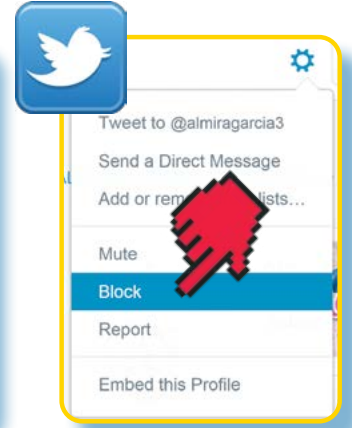 Tweet to @almiragarcia3
Send a Direct Message
Add or rem lists...
Mute
Block
Report
Embed this Profile